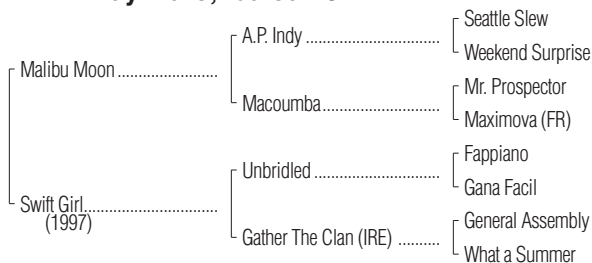 A.P. Indy
Seattle Slew
Weekend Surprise
Malibu Moon
Macoumba
Mr. Prospector
Maximova (FR)
Unbridled
Fappiano
Gana Facil
Swift Girl
(1997)
Gather The Clan (IRE)
General Assembly
What a Summer